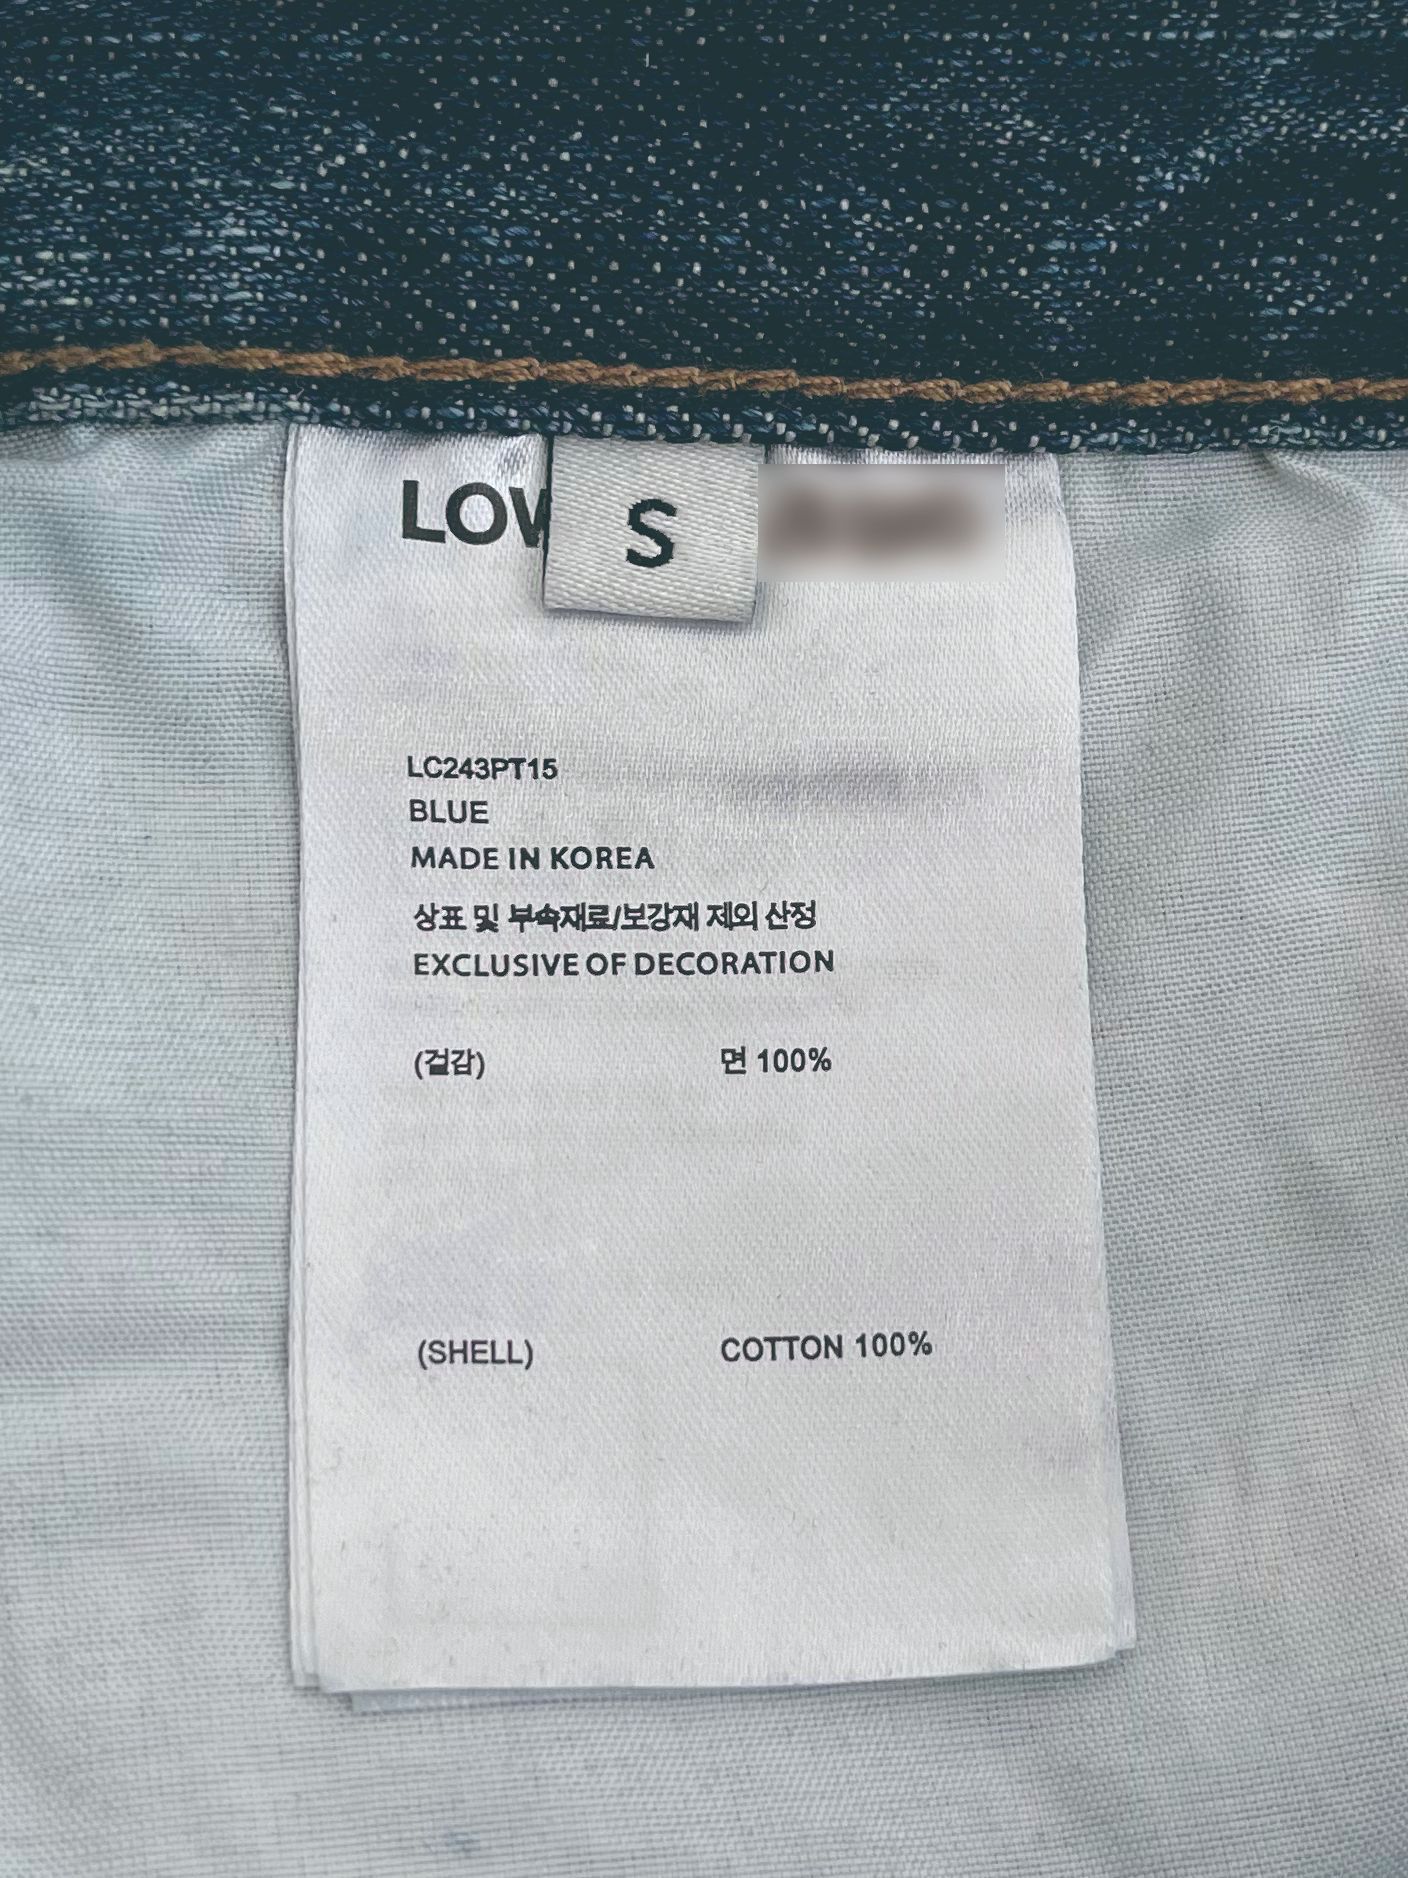 LOW
S
LC243PT15
BLUE
MADE IN KOREA
상표 및 부속재료/보강재 제외 산정
EXCLUSIVE OF DECORATION
(겉감) 면 100%
(SHELL) COTTON 100%